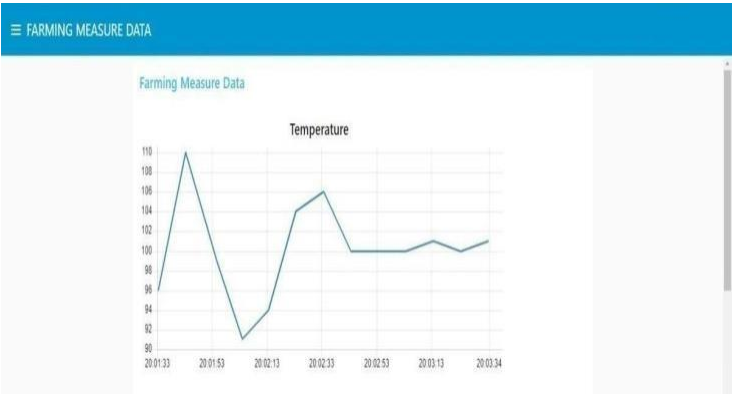 ☰ FARMING MEASURE DATA
Farming Measure Data
Temperature
110
108
106
104
102
100
98
96
94
92
90
20:01:33 20:01:53 20:02:13 20:02:33 20:02:53 20:03:13 20:03:34